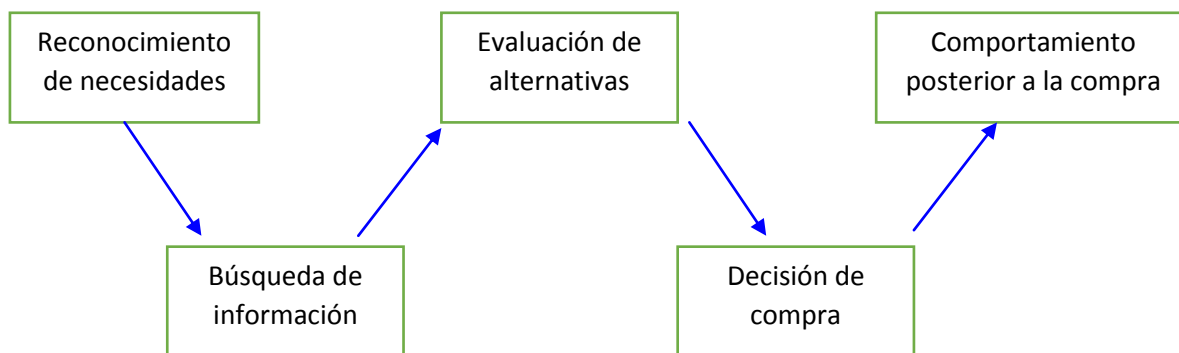 Reconocimiento
de necesidades
Búsqueda de
información
Evaluación de
alternativas
Decisión de
compra
Comportamiento
posterior a la compra